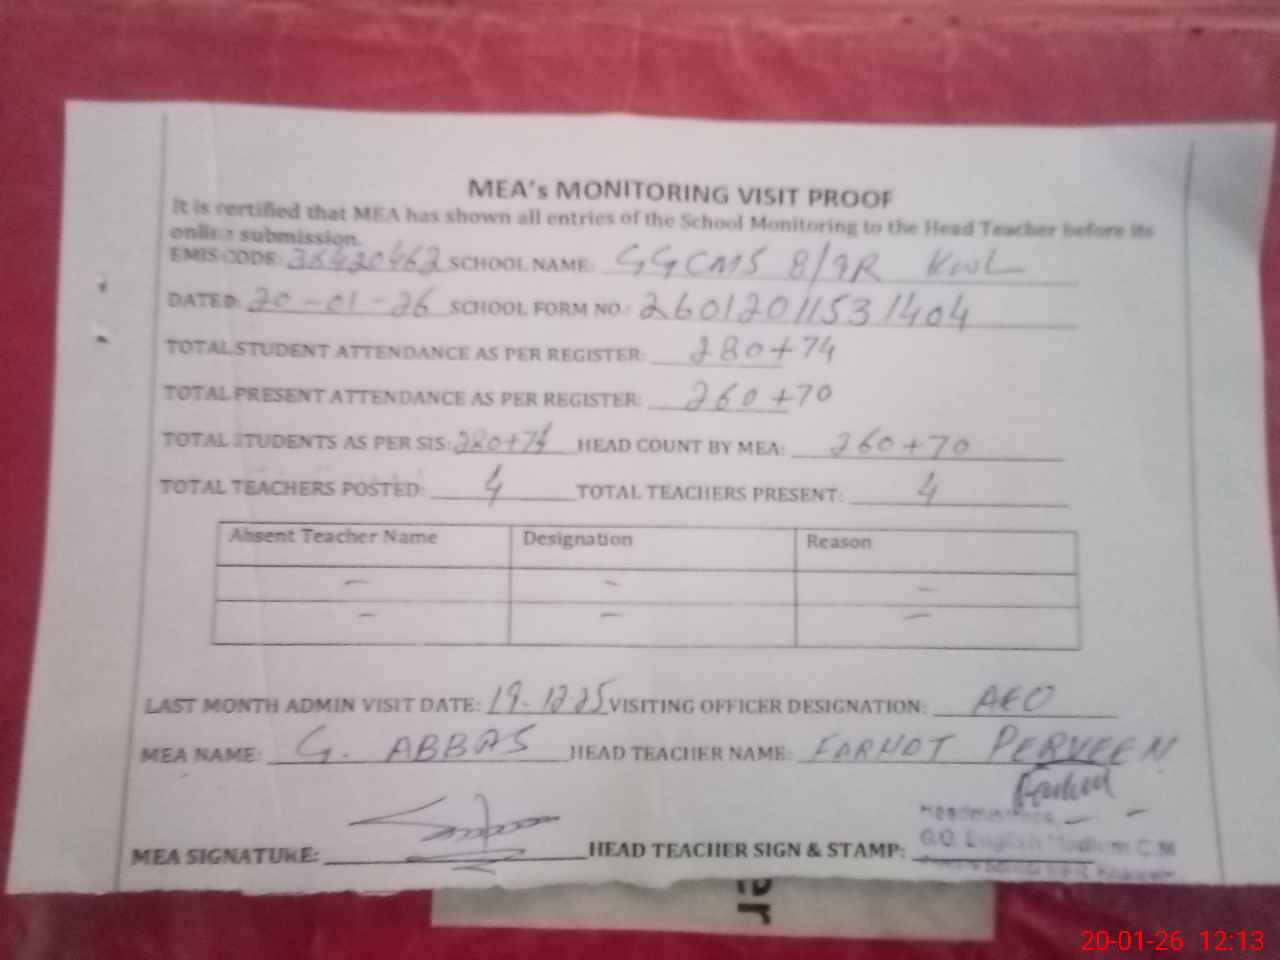 MEA's MONITORING VISIT PROOF
It is certified that MEA has shown all entries of the School Monitoring to the Head Teacher before its
online submission.
EMIS CODE: SCHOOL NAME: GGCMS 8/9R KWL
DATED: 20-01-26 SCHOOL FORM NO.: 26012011531404
TOTAL STUDENT ATTENDANCE AS PER REGISTER: 280+74
TOTAL PRESENT ATTENDANCE AS PER REGISTER: 260+70
TOTAL STUDENTS AS PER SIS: 280+74 HEAD COUNT BY MEA: 260+70
TOTAL TEACHERS POSTED: 4 TOTAL TEACHERS PRESENT: 4
Absent Teacher Name Designation Reason
— — —
— — —
LAST MONTH ADMIN VISIT DATE: 19-12-25 VISITING OFFICER DESIGNATION: AEO
MEA NAME: G. ABBAS HEAD TEACHER NAME: FARHAT PERVEEN
MEA SIGNATURE: HEAD TEACHER SIGN & STAMP:
Headmistress
G.G. English Medium C.M
er
20-01-26 12:13